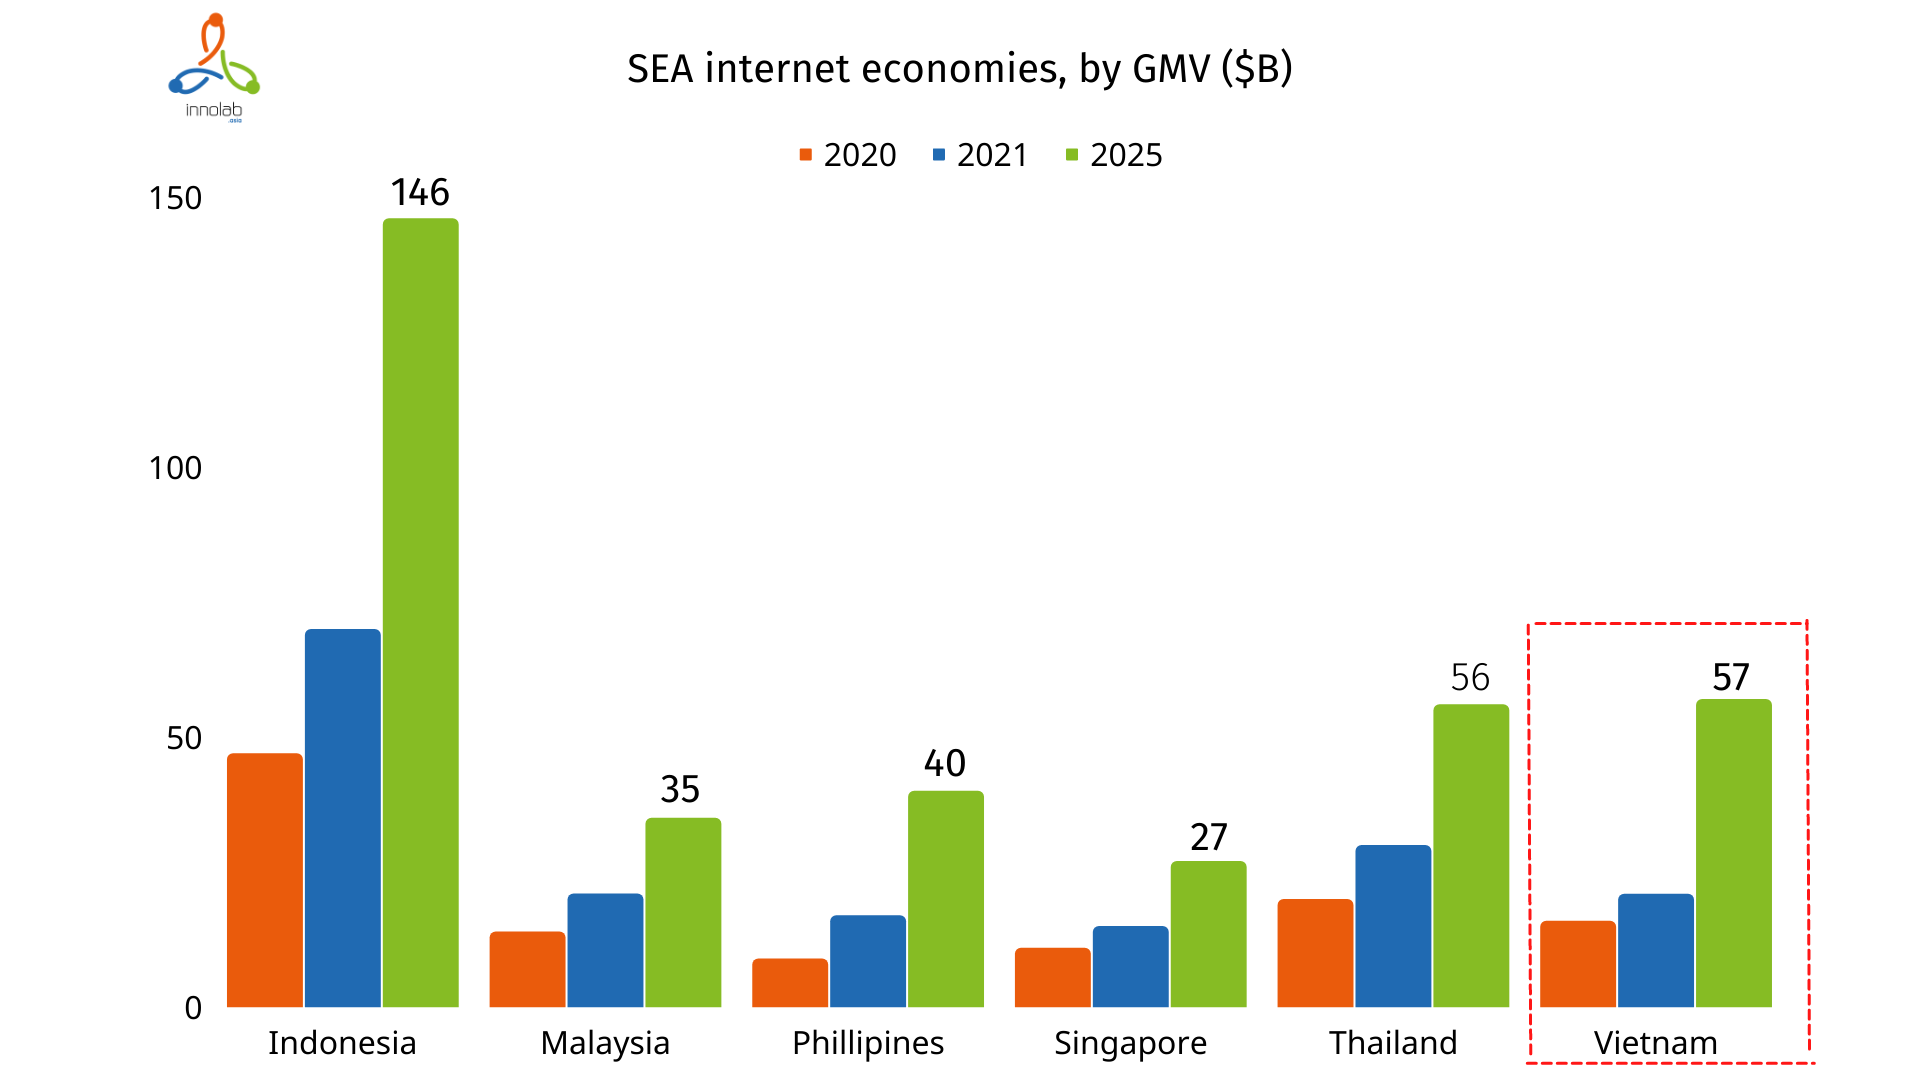 innolab
.asia
SEA internet economies, by GMV ($B)
2020 2021 2025
150
100
50
0
146
35
40
27
56
57
Indonesia Malaysia Phillipines Singapore Thailand Vietnam